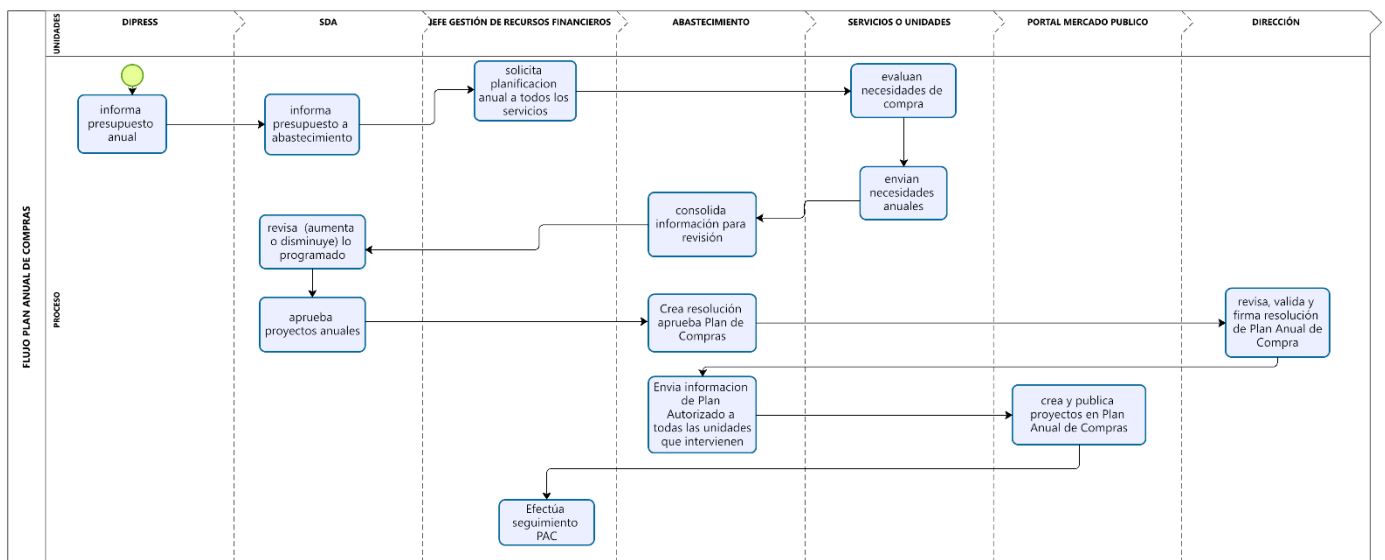 UNIDADES
DIPRESS
SDA
JEFE GESTIÓN DE RECURSOS FINANCIEROS
ABASTECIMIENTO
SERVICIOS O UNIDADES
PORTAL MERCADO PUBLICO
DIRECCIÓN
FLUJO PLAN ANUAL DE COMPRAS
PROCESO
informa
presupuesto
anual
informa
presupuesto a
abastecimiento
solicita
planificacion
anual a todos los
servicios
evaluan
necesidades de
compra
envian
necesidades
anuales
consolida
información para
revisión
revisa (aumenta
o disminuye) lo
programado
aprueba
proyectos anuales
Crea resolución
aprueba Plan de
Compras
revisa, valida y
firma resolución
de Plan Anual de
Compra
Envia informacion
de Plan
Autorizado a
todas las unidades
que intervienen
crea y publica
proyectos en Plan
Anual de Compras
Efectúa
seguimiento
PAC